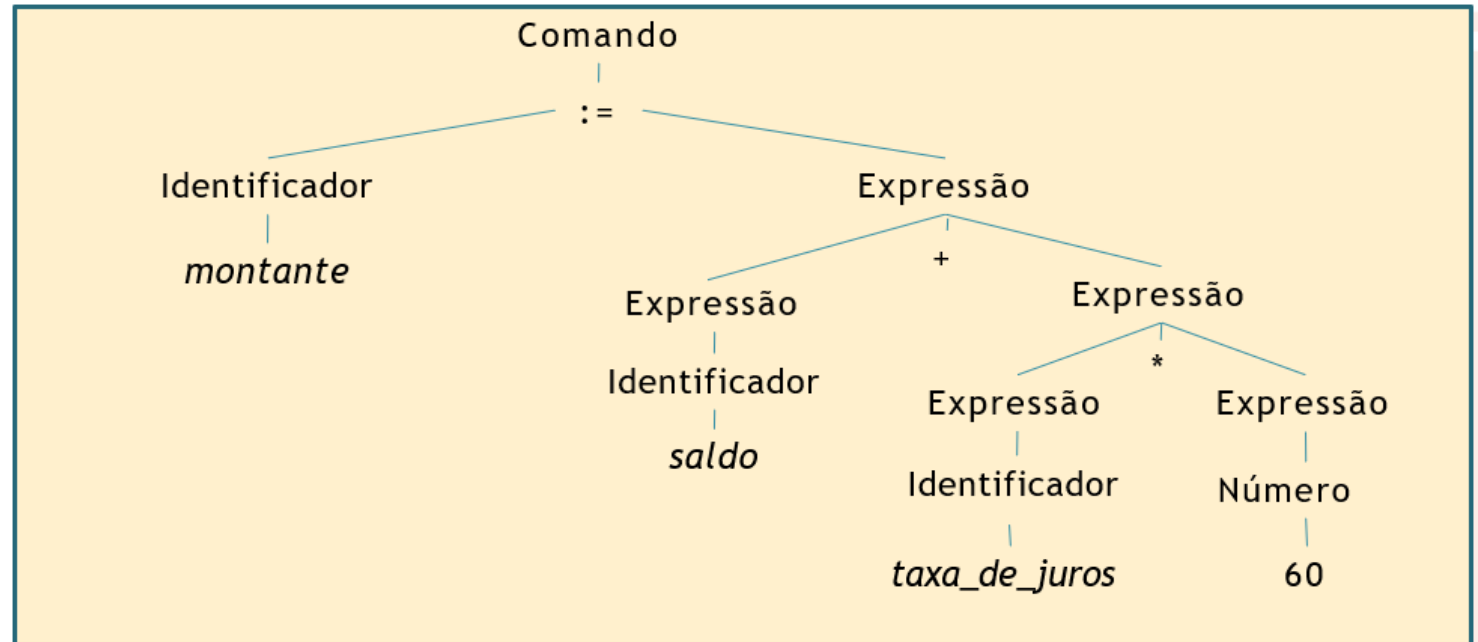 Comando
:=
Identificador
Expressão
montante
+
Expressão
Expressão
Identificador
*
Expressão
Expressão
saldo
Identificador
Número
taxa_de_juros
60